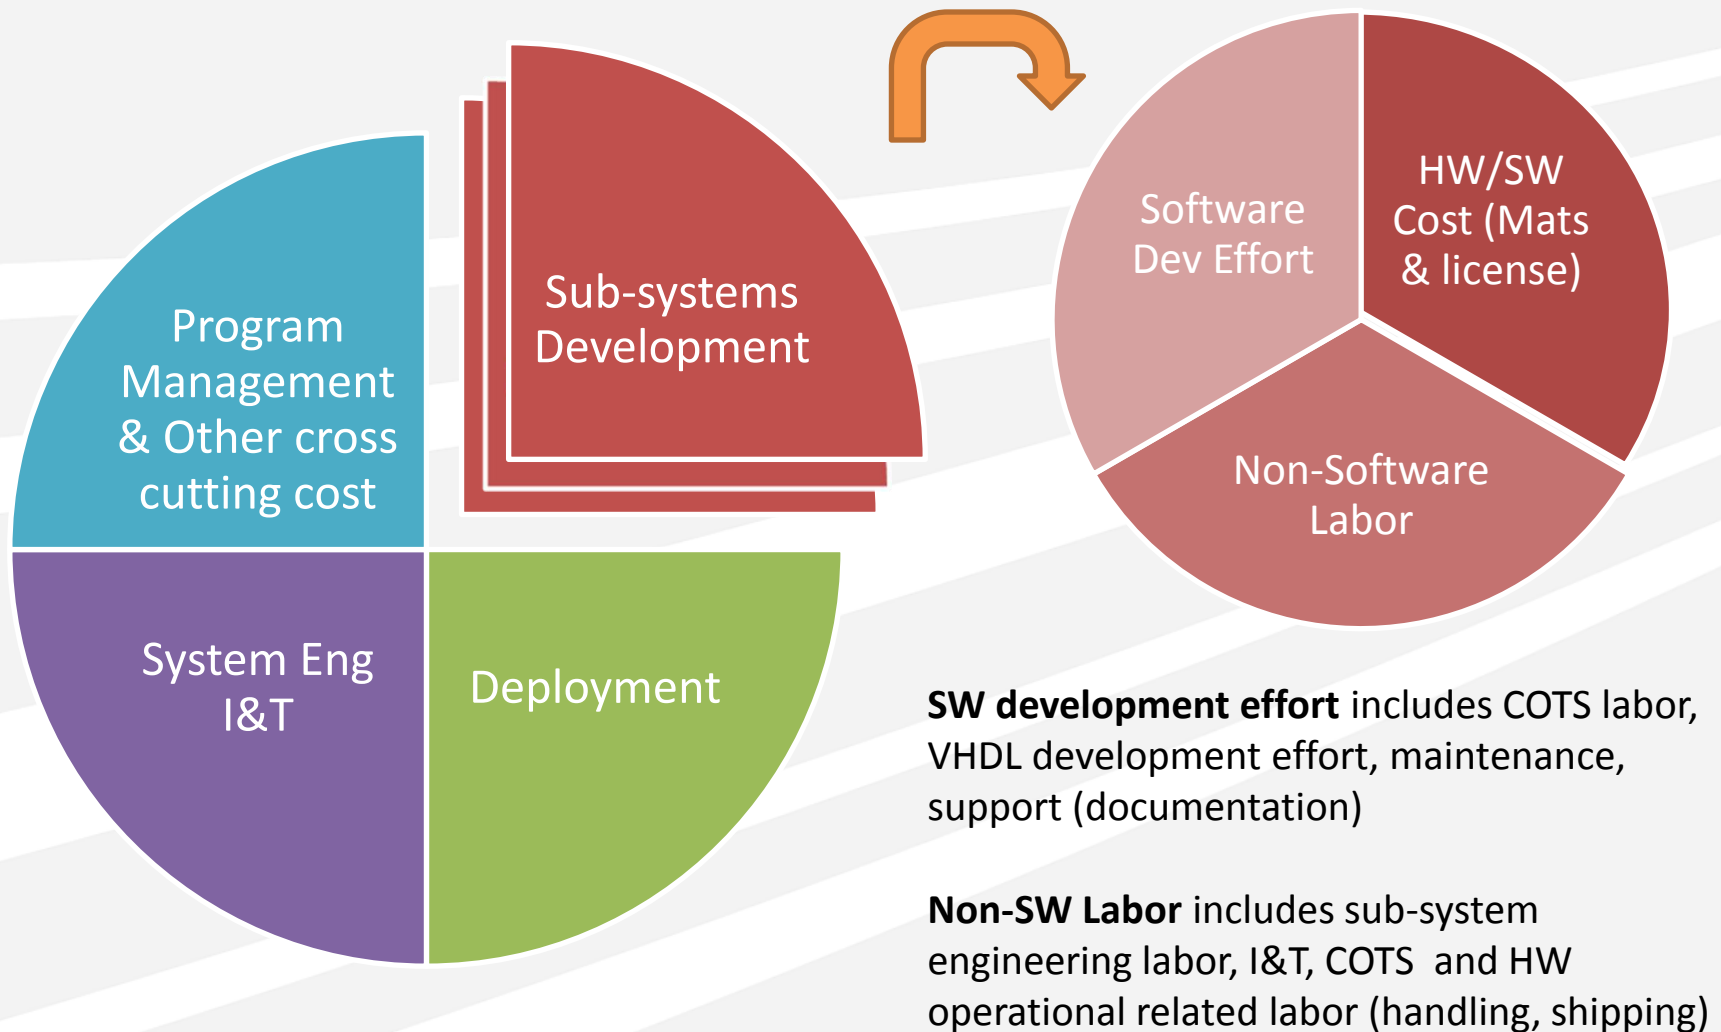 Program
Management
& Other cross
cutting cost
Sub-systems
Development
System Eng
I&T
Deployment
Software
Dev Effort
HW/SW
Cost (Mats
& license)
Non-Software
Labor
SW development effort includes COTS labor,
VHDL development effort, maintenance,
support (documentation)
Non-SW Labor includes sub-system
engineering labor, I&T, COTS  and HW
operational related labor (handling, shipping)